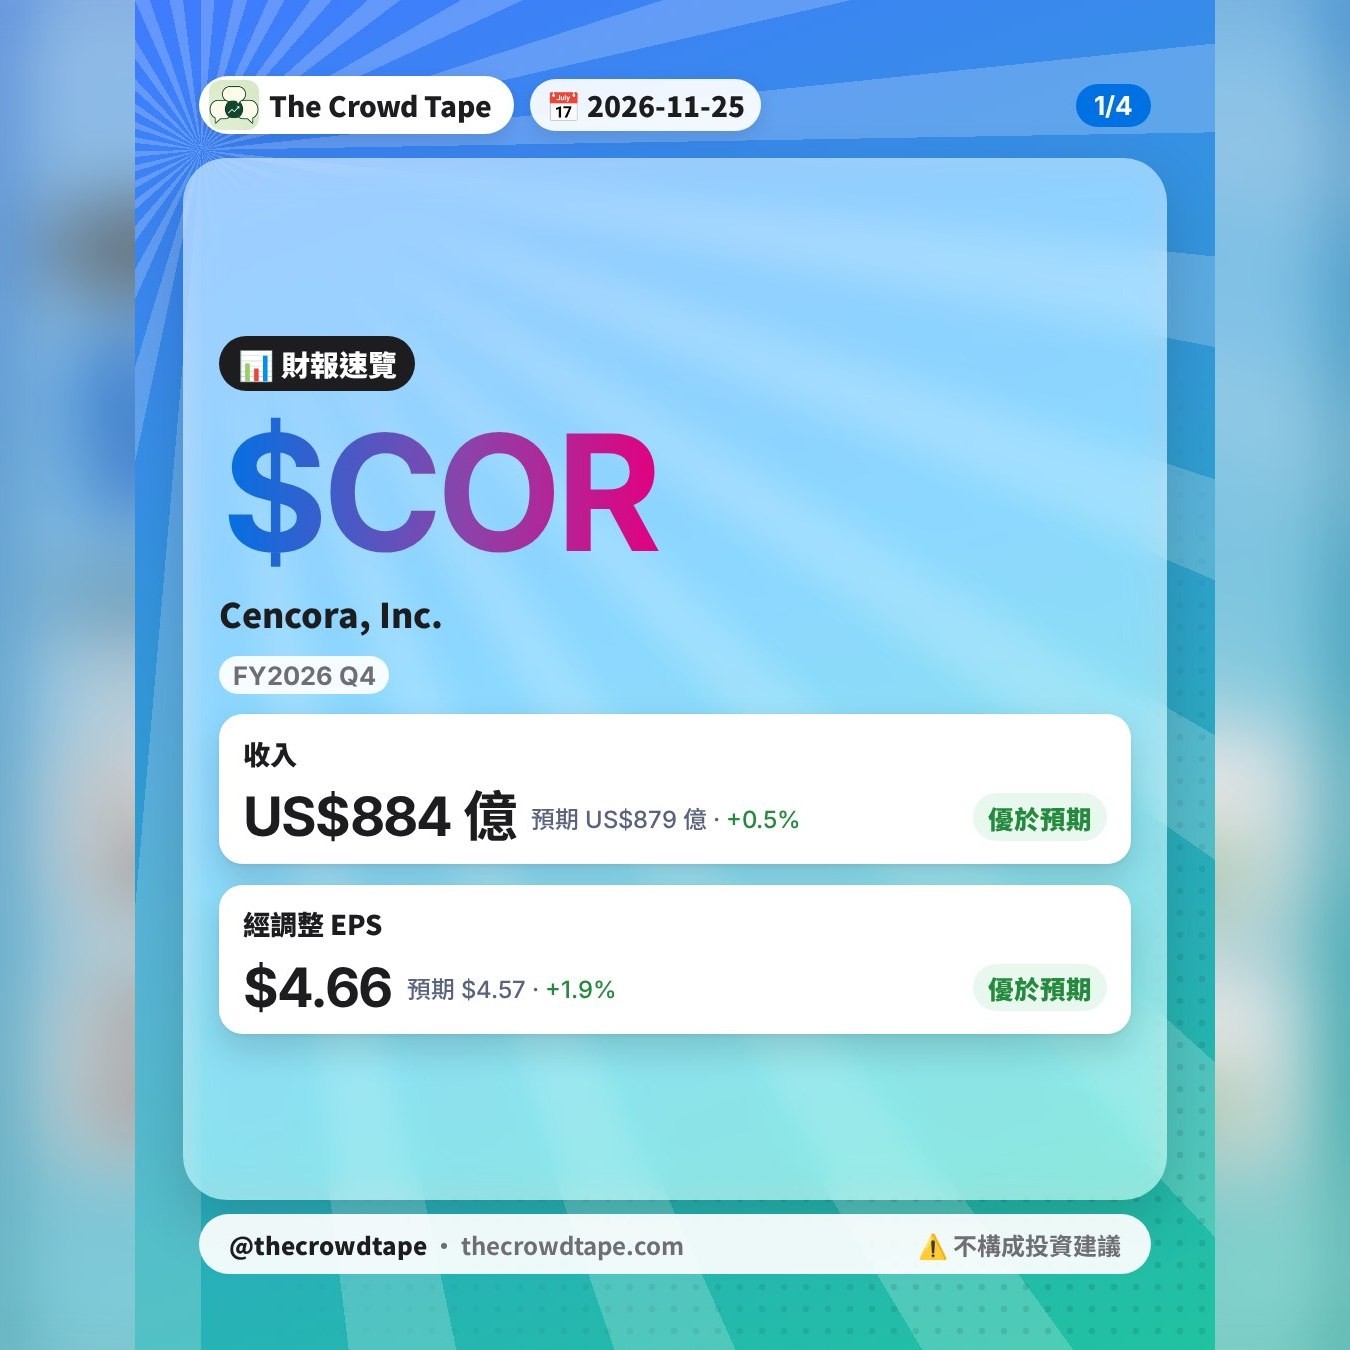 The Crowd Tape
📅 2026-11-25
1/4
📊 財報速覽
$COR
Cencora, Inc.
FY2026 Q4
收入
US$884 億 預期 US$879 億 · +0.5% 優於預期
經調整 EPS
$4.66 預期 $4.57 · +1.9% 優於預期
@thecrowdtape • thecrowdtape.com
⚠️ 不構成投資建議